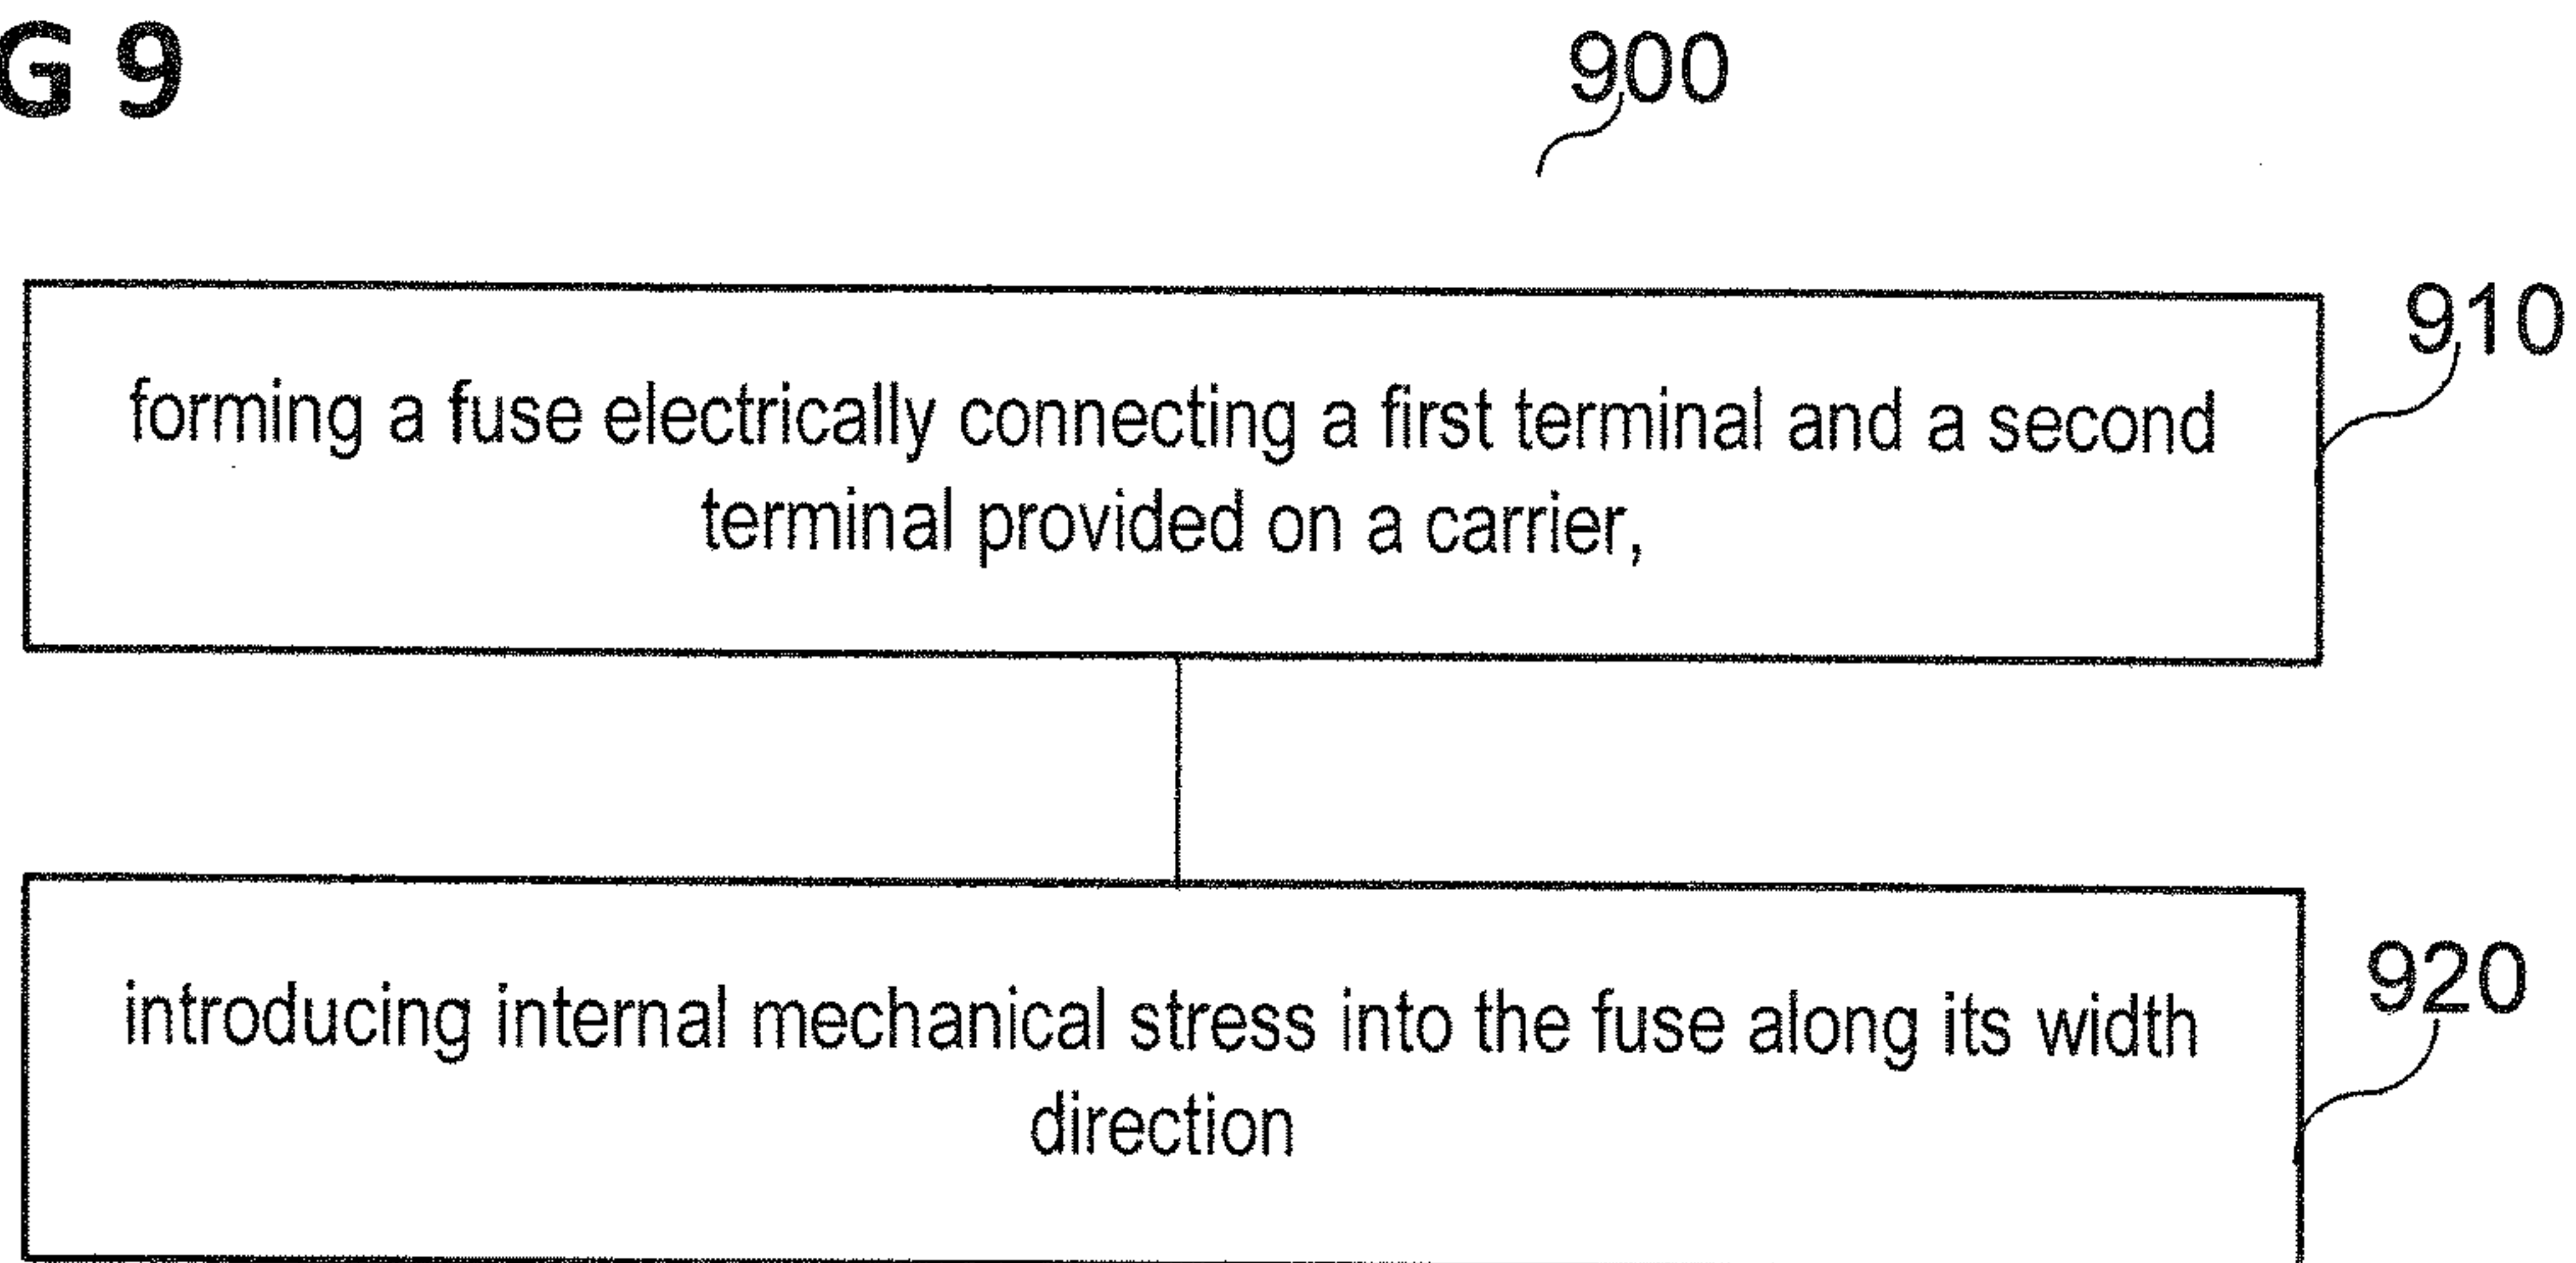 G 9
900
910
forming a fuse electrically connecting a first terminal and a second
terminal provided on a carrier,
920
introducing internal mechanical stress into the fuse along its width
direction